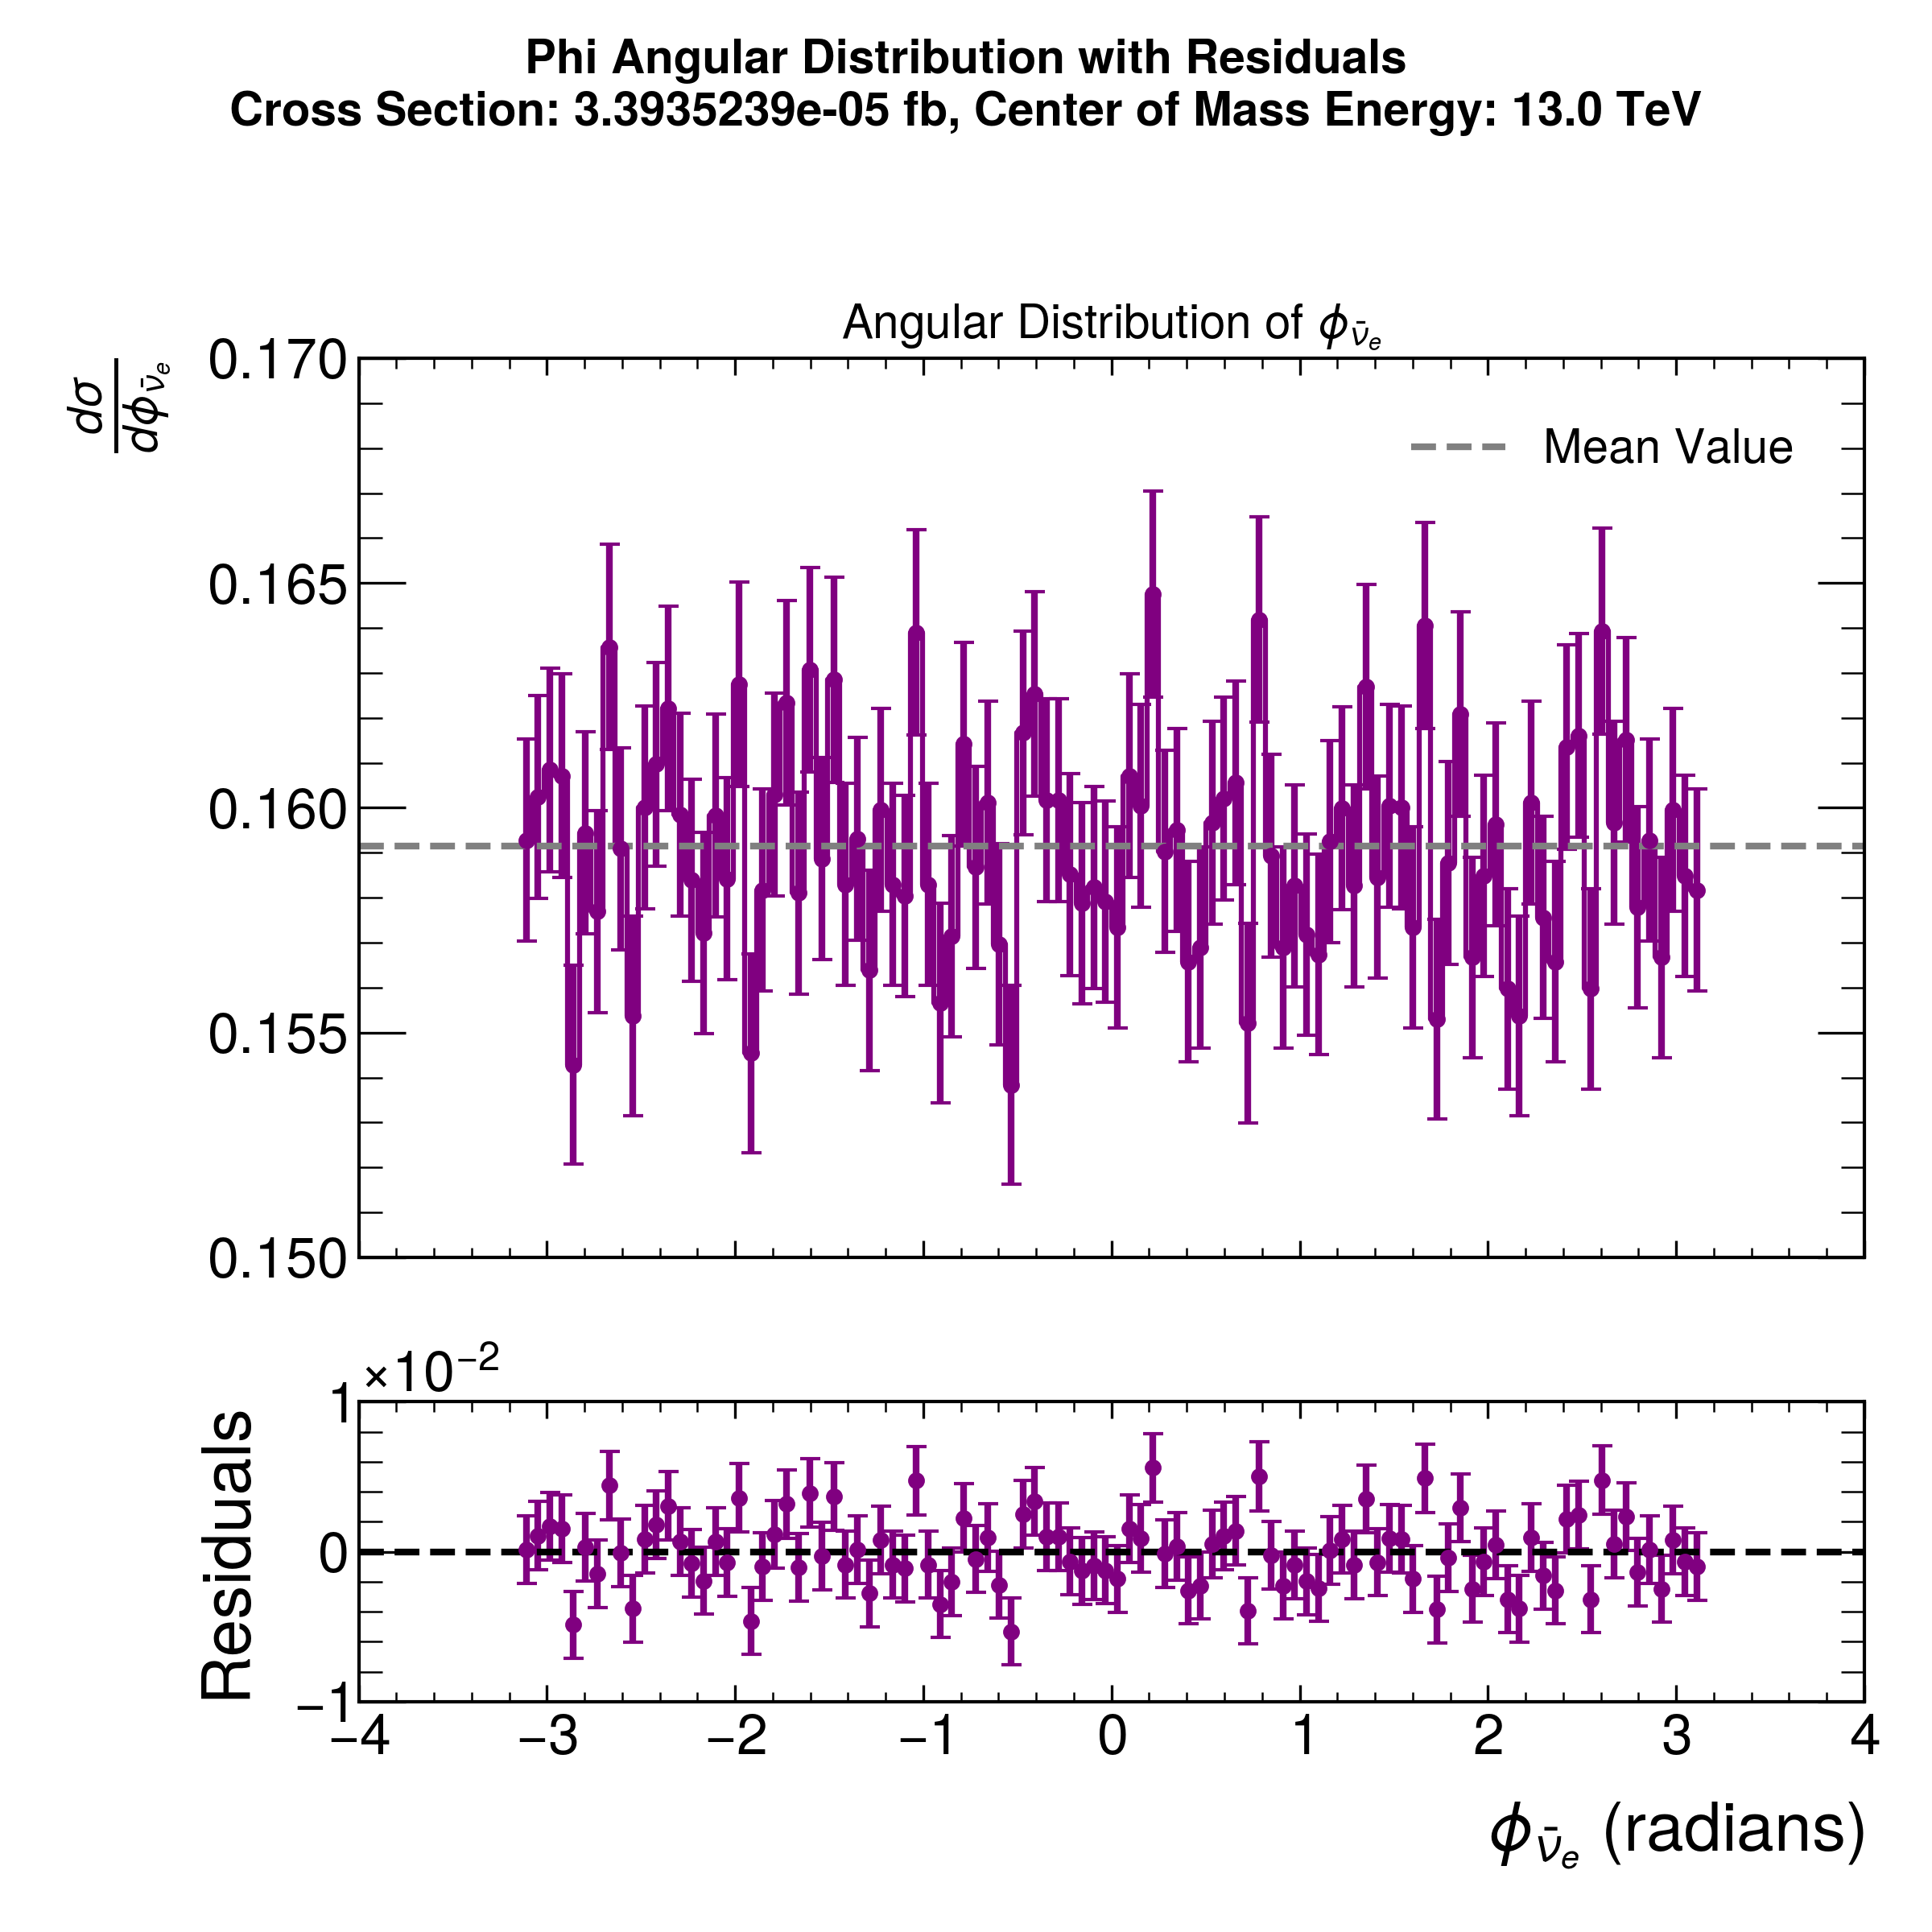 Phi Angular Distribution with Residuals
Cross Section: 3.3935239e-05 fb, Center of Mass Energy: 13.0 TeV
Angular Distribution of ϕ_ν̄ₑ
dσ/dϕ_ν̄ₑ
0.170
0.165
0.160
0.155
0.150
Mean Value
×10⁻²
Residuals
1
0
−1
−4 −3 −2 −1 0 1 2 3 4
ϕ_ν̄ₑ (radians)